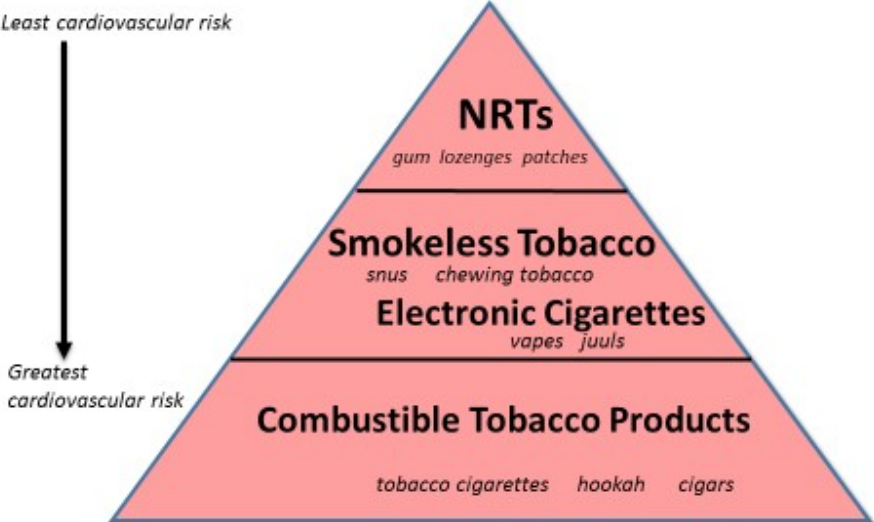 Least cardiovascular risk
NRTs
gum lozenges patches
Smokeless Tobacco
snus chewing tobacco
Electronic Cigarettes
vapes juuls
Greatest
cardiovascular risk
Combustible Tobacco Products
tobacco cigarettes hookah cigars